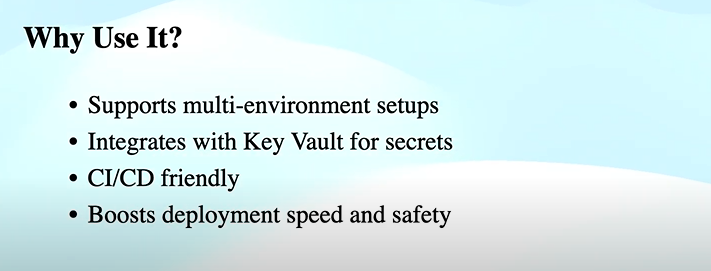 Why Use It?
• Supports multi-environment setups
• Integrates with Key Vault for secrets
• CI/CD friendly
• Boosts deployment speed and safety